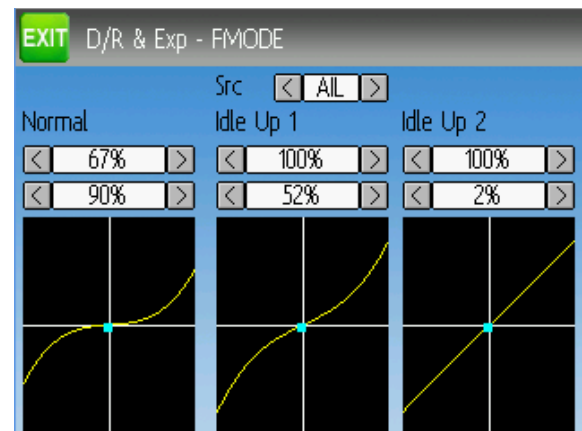 EXIT D/R & Exp - FMODE
Src < AIL >
Normal Idle Up 1 Idle Up 2
< 67% > < 100% > < 100% >
< 90% > < 52% > < 2% >